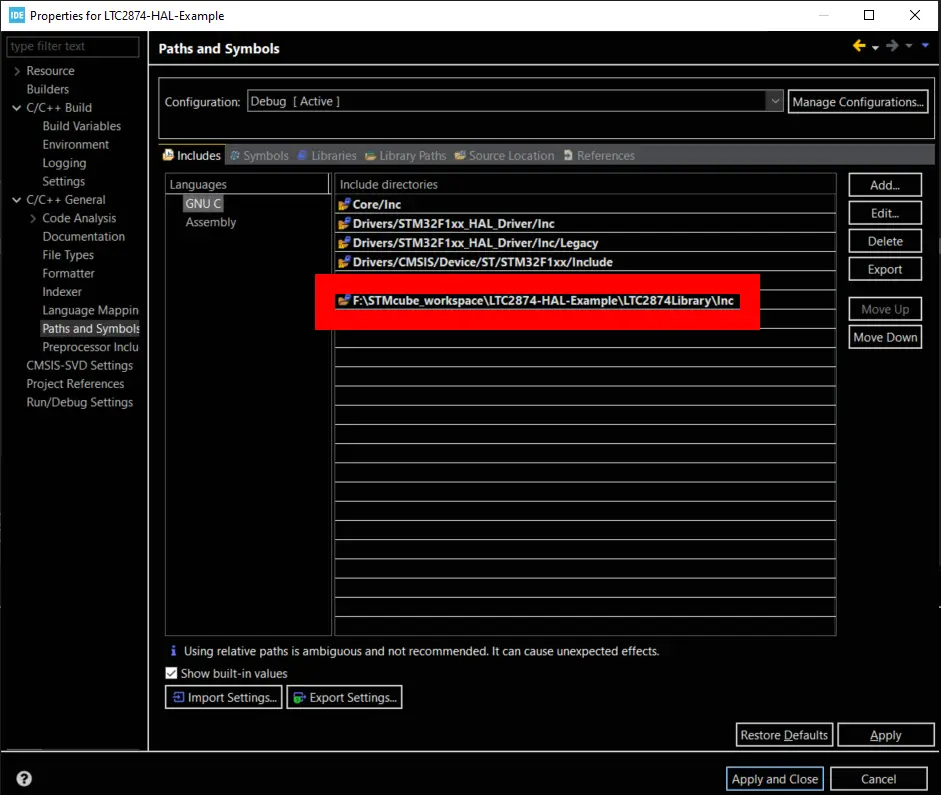 IDE Properties for LTC2874-HAL-Example
type filter text
Paths and Symbols
Resource
Builders
C/C++ Build
Build Variables
Environment
Logging
Settings
C/C++ General
Code Analysis
Documentation
File Types
Formatter
Indexer
Language Mappin
Paths and Symbols
Preprocessor Inclu
CMSIS-SVD Settings
Project References
Run/Debug Settings
Configuration: Debug [ Active ] Manage Configurations...
Includes Symbols Libraries Library Paths Source Location References
Languages
GNU C
Assembly
Include directories
Core/Inc
Drivers/STM32F1xx_HAL_Driver/Inc
Drivers/STM32F1xx_HAL_Driver/Inc/Legacy
Drivers/CMSIS/Device/ST/STM32F1xx/Include
F:\STMcube_workspace\LTC2874-HAL-Example\LTC2874Library\Inc
Add...
Edit...
Delete
Export
Move Up
Move Down
Using relative paths is ambiguous and not recommended. It can cause unexpected effects.
Show built-in values
Import Settings... Export Settings...
Restore Defaults Apply
? Apply and Close Cancel